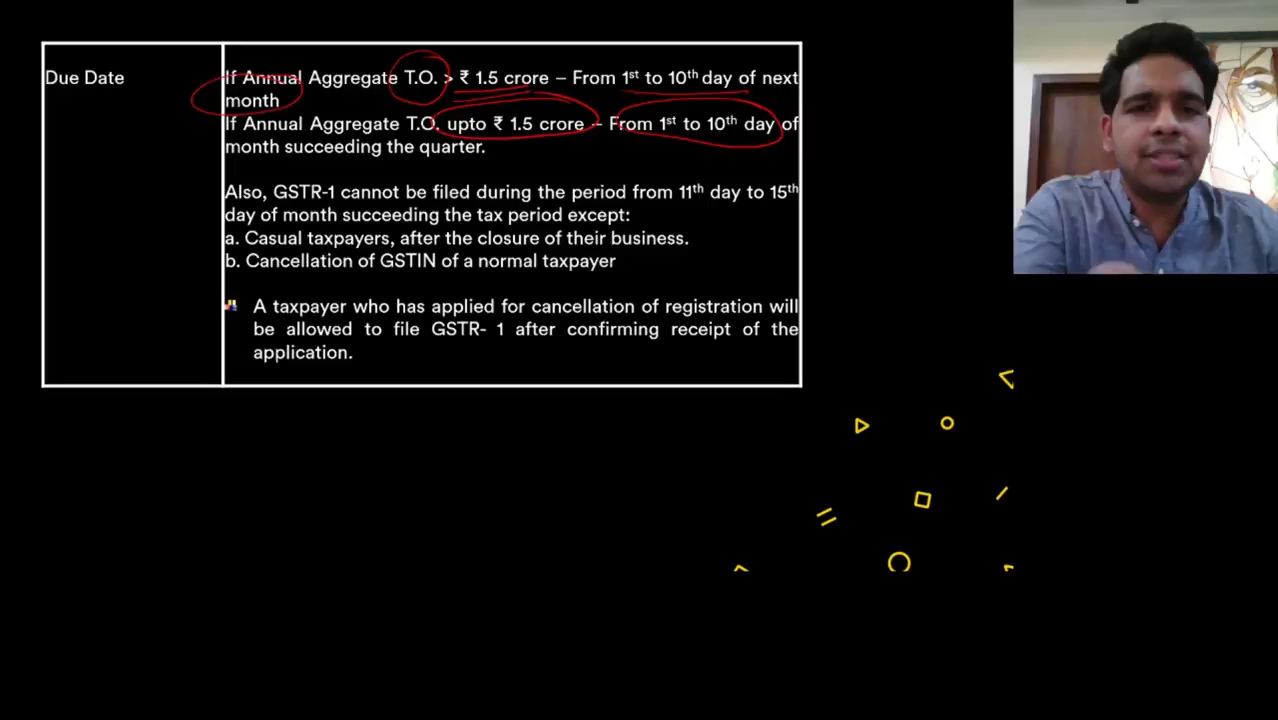 Due Date
If Annual Aggregate T.O. > ₹ 1.5 crore – From 1st to 10th day of next
month
If Annual Aggregate T.O. upto ₹ 1.5 crore – From 1st to 10th day of
month succeeding the quarter.
Also, GSTR-1 cannot be filed during the period from 11th day to 15th
day of month succeeding the tax period except:
a. Casual taxpayers, after the closure of their business.
b. Cancellation of GSTIN of a normal taxpayer
A taxpayer who has applied for cancellation of registration will
be allowed to file GSTR- 1 after confirming receipt of the
application.